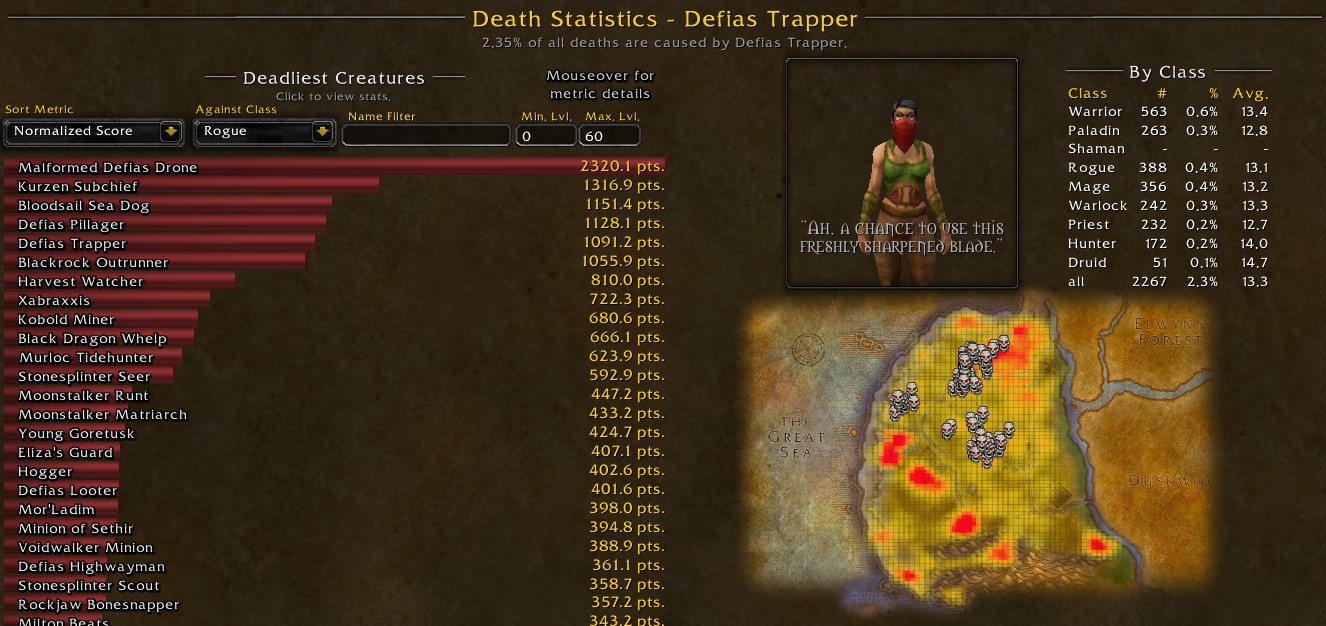 Death Statistics - Defias Trapper
2.35% of all deaths are caused by Defias Trapper.
Deadliest Creatures
Click to view stats.
Mouseover for
metric details
Sort Metric
Against Class
Name Filter
Min. Lvl.
Max. Lvl.
Normalized Score
Rogue
0
60
Malformed Defias Drone 2320.1 pts.
Kurzen Subchief 1316.9 pts.
Bloodsail Sea Dog 1151.4 pts.
Defias Pillager 1128.1 pts.
Defias Trapper 1091.2 pts.
Blackrock Outrunner 1055.9 pts.
Harvest Watcher 810.0 pts.
Xabraxxis 722.3 pts.
Kobold Miner 680.6 pts.
Black Dragon Whelp 666.1 pts.
Murloc Tidehunter 623.9 pts.
Stonesplinter Seer 592.9 pts.
Moonstalker Runt 447.2 pts.
Moonstalker Matriarch 433.2 pts.
Young Goretusk 424.7 pts.
Eliza's Guard 407.1 pts.
Hogger 402.6 pts.
Defias Looter 401.6 pts.
Mor'Ladim 398.0 pts.
Minion of Sethir 394.8 pts.
Voidwalker Minion 388.9 pts.
Defias Highwayman 361.1 pts.
Stonesplinter Scout 358.7 pts.
Rockjaw Bonesnapper 357.2 pts.
Milton Beats 343.2 pts.
"Ah, a chance to use this
freshly sharpened blade."
By Class
Class # % Avg.
Warrior 563 0.6% 13.4
Paladin 263 0.3% 12.8
Shaman - - -
Rogue 388 0.4% 13.1
Mage 356 0.4% 13.2
Warlock 242 0.3% 13.3
Priest 232 0.2% 12.7
Hunter 172 0.2% 14.0
Druid 51 0.1% 14.7
all 2267 2.3% 13.3
Elwynn
Forest
The
Great
Sea
Duskwoo